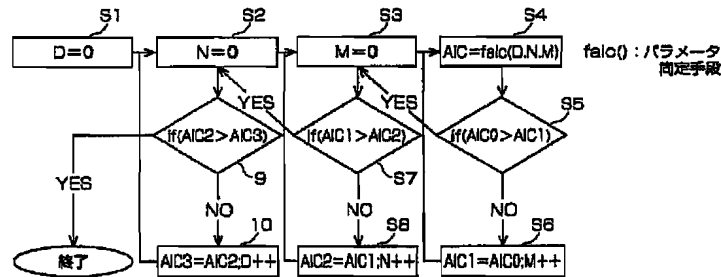 S1
S2
S3
S4
D=0
N=0
M=0
AIC=faic(D.N.M)
faic() : パラメータ
同定手段
YES
YES
S5
if(AIC2>AIC3)
if(AIC1>AIC2)
if(AIC0>AIC1)
9
S7
YES
NO
NO
NO
10
S8
S6
終了
AIC3=AIC2;D++
AIC2=AIC1;N++
AIC1=AIC0;M++